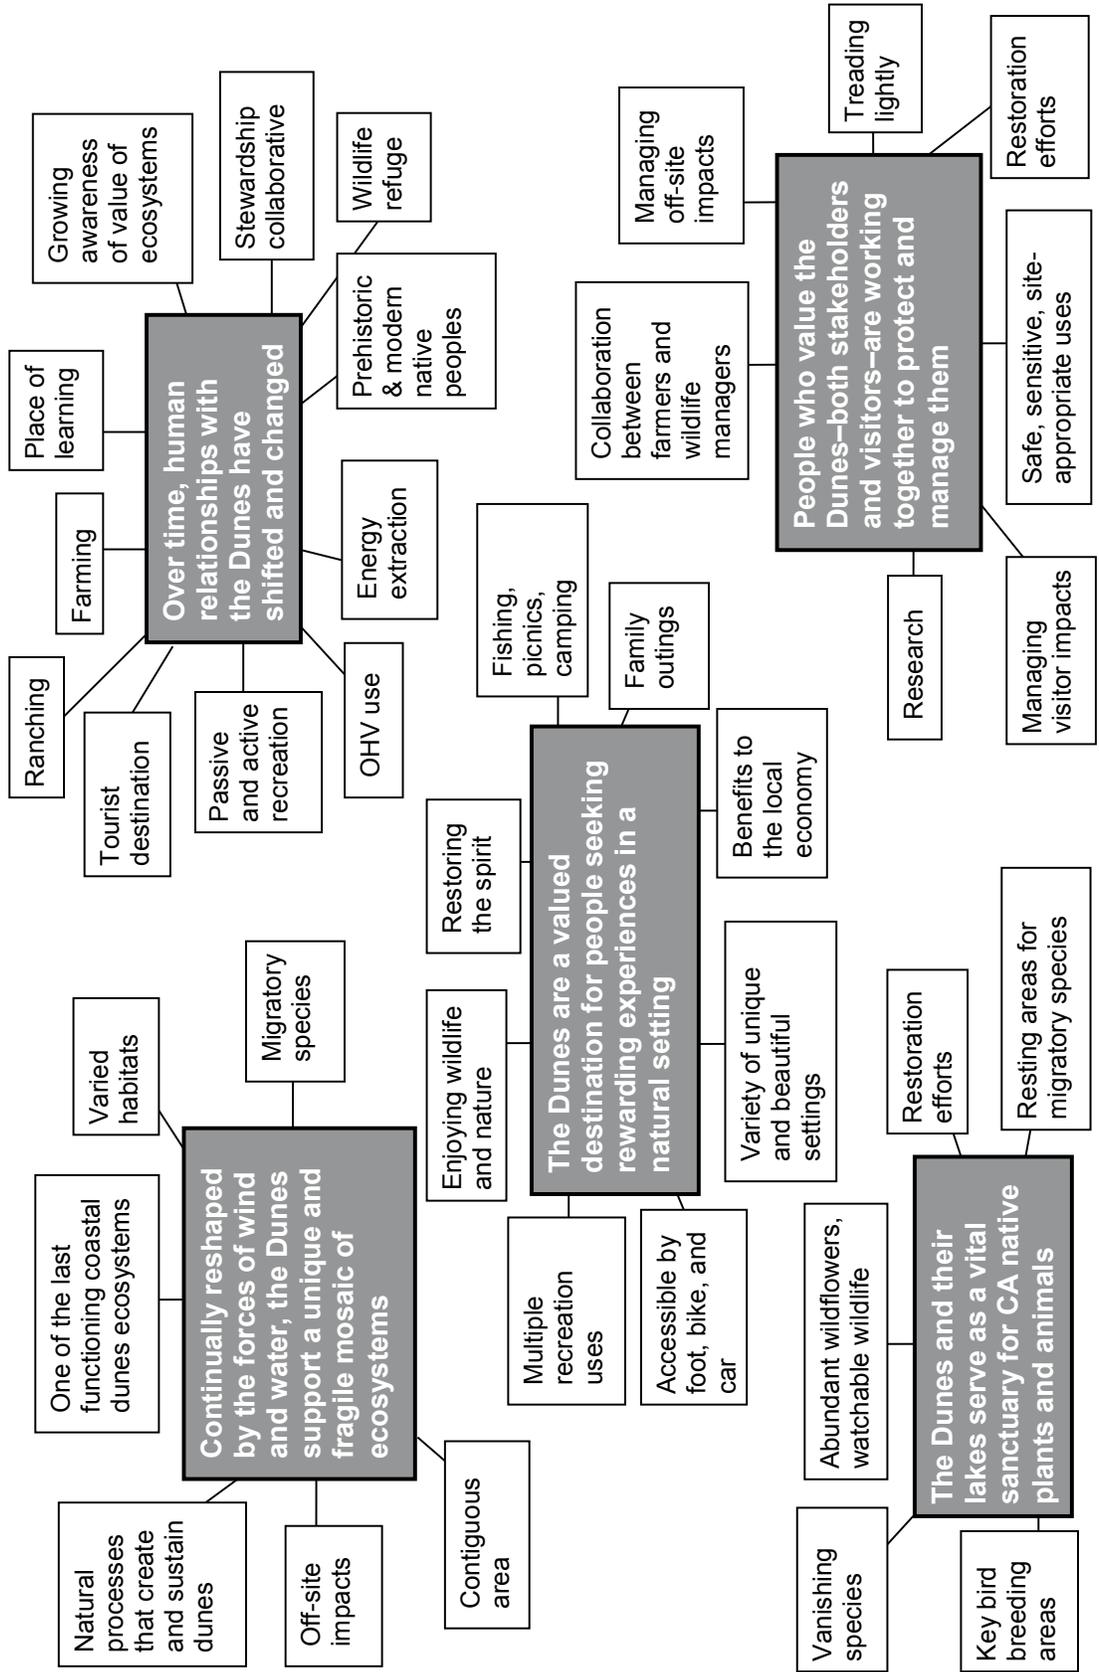 Natural
processes
that create
and sustain
dunes
One of the last
functioning coastal
dunes ecosystems
Varied
habitats
Migratory
species
Off-site
impacts
Contiguous
area
Continually reshaped
by the forces of wind
and water, the Dunes
support a unique and
fragile mosaic of
ecosystems
Ranching
Farming
Place of
learning
Growing
awareness
of value of
ecosystems
Tourist
destination
Passive
and active
recreation
OHV use
Energy
extraction
Prehistoric
& modern
native
peoples
Wildlife
refuge
Stewardship
collaborative
Over time, human
relationships with
the Dunes have
shifted and changed
Enjoying wildlife
and nature
Restoring
the spirit
Fishing,
picnics,
camping
Family
outings
Multiple
recreation
uses
Accessible by
foot, bike, and
car
Variety of unique
and beautiful
settings
Benefits to
the local
economy
The Dunes are a valued
destination for people seeking
rewarding experiences in a
natural setting
Vanishing
species
Abundant wildflowers,
watchable wildlife
Restoration
efforts
Resting areas for
migratory species
Key bird
breeding
areas
The Dunes and their
lakes serve as a vital
sanctuary for CA native
plants and animals
Collaboration
between
farmers and
wildlife
managers
Managing
off-site
impacts
Treading
lightly
Restoration
efforts
Safe, sensitive, site-
appropriate uses
Managing
visitor impacts
Research
People who value the
Dunes–both stakeholders
and visitors–are working
together to protect and
manage them